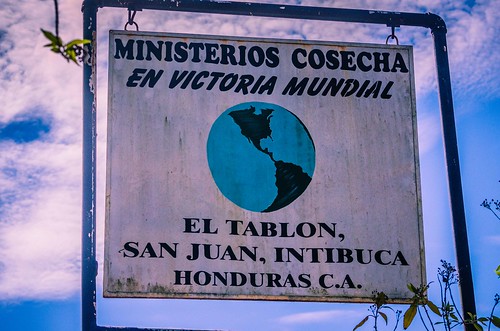 MINISTERIOS COSECHA
EN VICTORIA MUNDIAL
EL TABLON,
SAN JUAN, INTIBUCA
HONDURAS C.A.